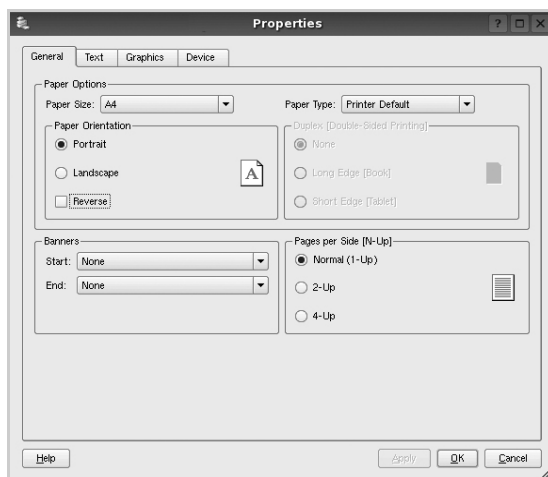 Properties
General Text Graphics Device
Paper Options
Paper Size: A4
Paper Type: Printer Default
Paper Orientation
Portrait
Landscape
Reverse
A
Duplex [Double-Sided Printing]
None
Long Edge [Book]
Short Edge [Tablet]
Banners
Start: None
End: None
Pages per Side [N-Up]
Normal (1-Up)
2-Up
4-Up
Help Apply OK Cancel